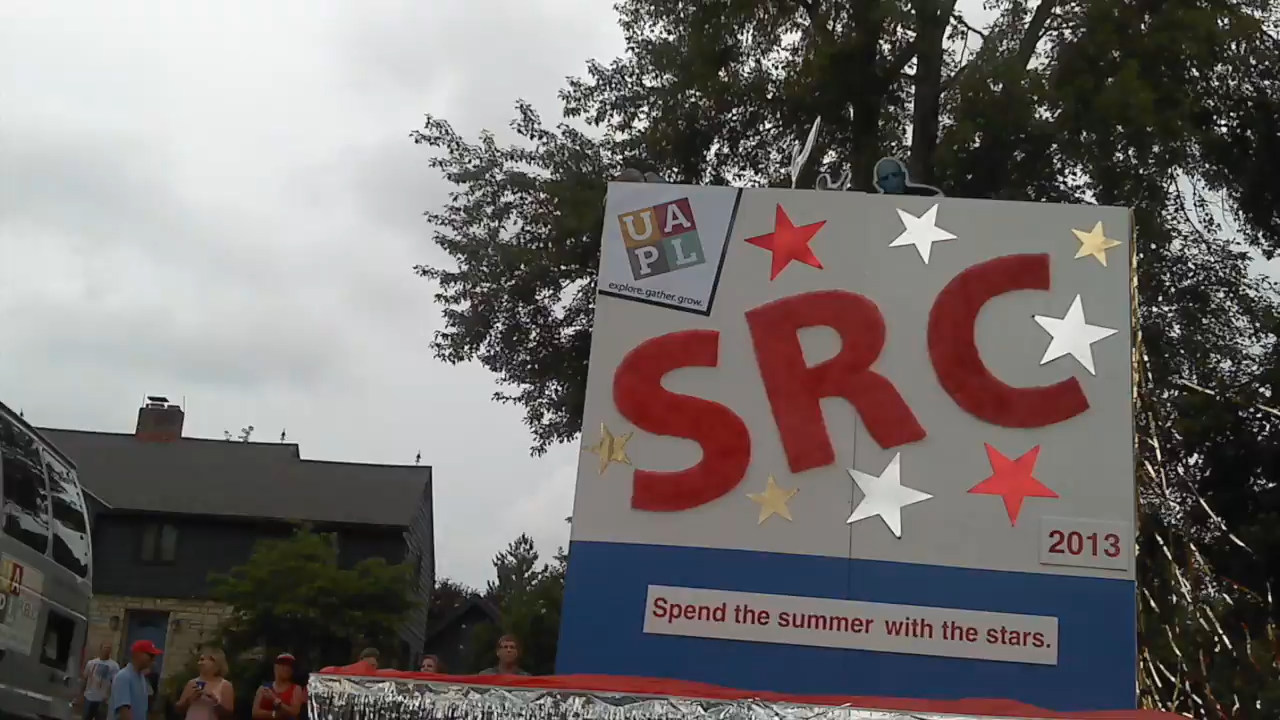 UA
PL
explore.gather.grow.
SRC
2013
Spend the summer with the stars.